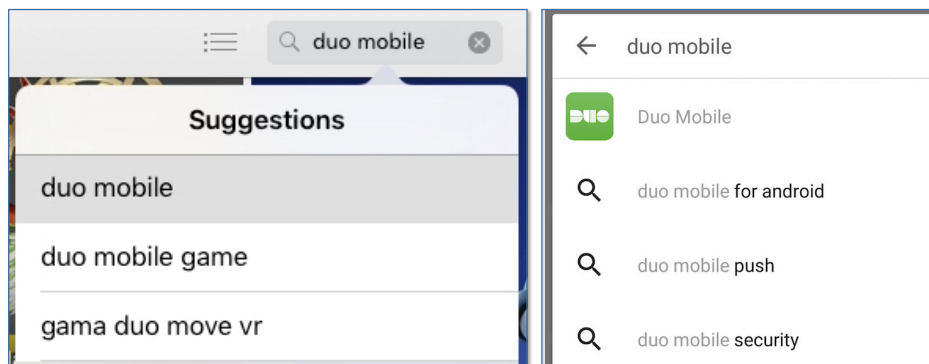 duo mobile
Suggestions
duo mobile
duo mobile game
gama duo move vr
duo mobile
DUO
Duo Mobile
duo mobile for android
duo mobile push
duo mobile security